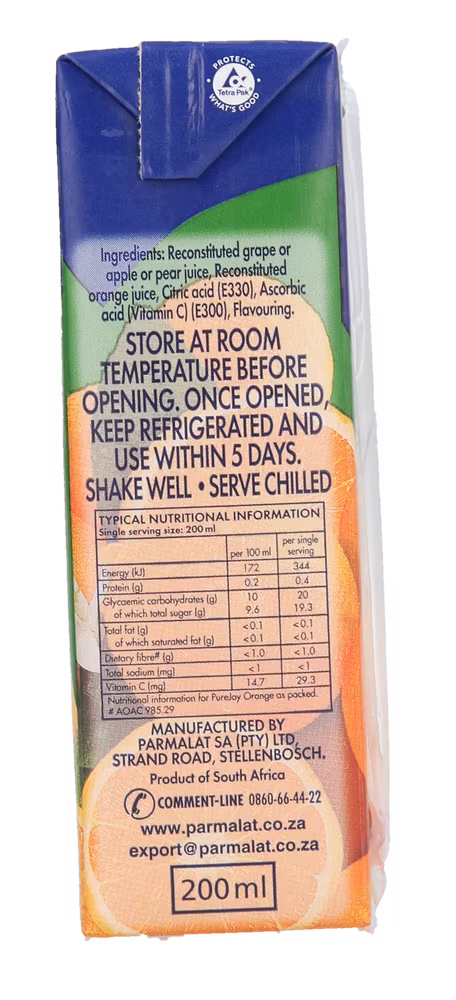 PROTECTS
Tetra Pak®
WHAT'S GOOD
Ingredients: Reconstituted grape or
apple or pear juice, Reconstituted
orange juice, Citric acid (E330), Ascorbic
acid (Vitamin C) (E300), Flavouring.
STORE AT ROOM
TEMPERATURE BEFORE
OPENING. ONCE OPENED,
KEEP REFRIGERATED AND
USE WITHIN 5 DAYS.
SHAKE WELL • SERVE CHILLED
TYPICAL NUTRITIONAL INFORMATION
Single serving size: 200 ml
per 100 ml per single serving
Energy (kJ) 172 344
Protein (g) 0.2 0.4
Glycaemic carbohydrates (g) 10 20
of which total sugar (g) 9.6 19.3
Total fat (g) <0.1 <0.1
of which saturated fat (g) <0.1 <0.1
Dietary fibre# (g) <1.0 <1.0
Total sodium (mg) <1 <1
Vitamin C (mg) 14.7 29.3
Nutritional information for PureJoy Orange as packed.
# AOAC 985.29
MANUFACTURED BY
PARMALAT SA (PTY) LTD,
STRAND ROAD, STELLENBOSCH.
Product of South Africa
COMMENT-LINE 0860-66-44-22
www.parmalat.co.za
export@parmalat.co.za
200 ml